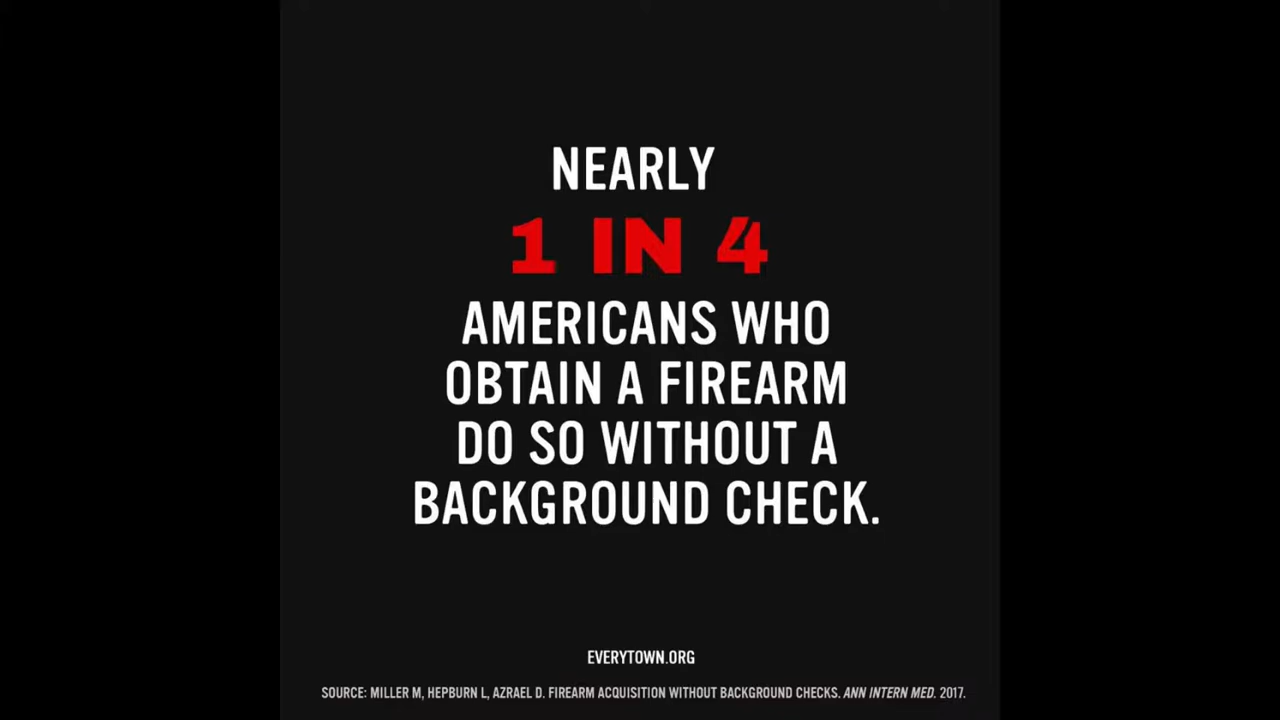 NEARLY
1 IN 4
AMERICANS WHO
OBTAIN A FIREARM
DO SO WITHOUT A
BACKGROUND CHECK.
EVERYTOWN.ORG
SOURCE: MILLER M, HEPBURN L, AZRAEL D. FIREARM ACQUISITION WITHOUT BACKGROUND CHECKS. ANN INTERN MED. 2017.